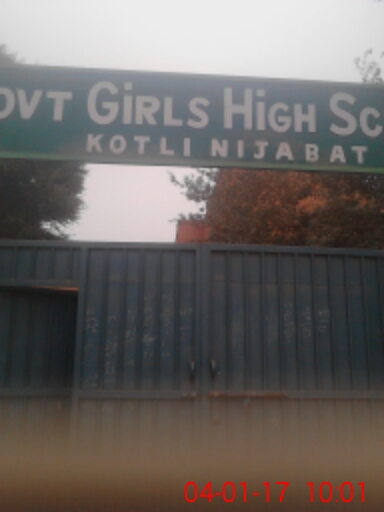 OVT GIRLS HIGH SC
KOTLI NIJABAT
04-01-17 10:01